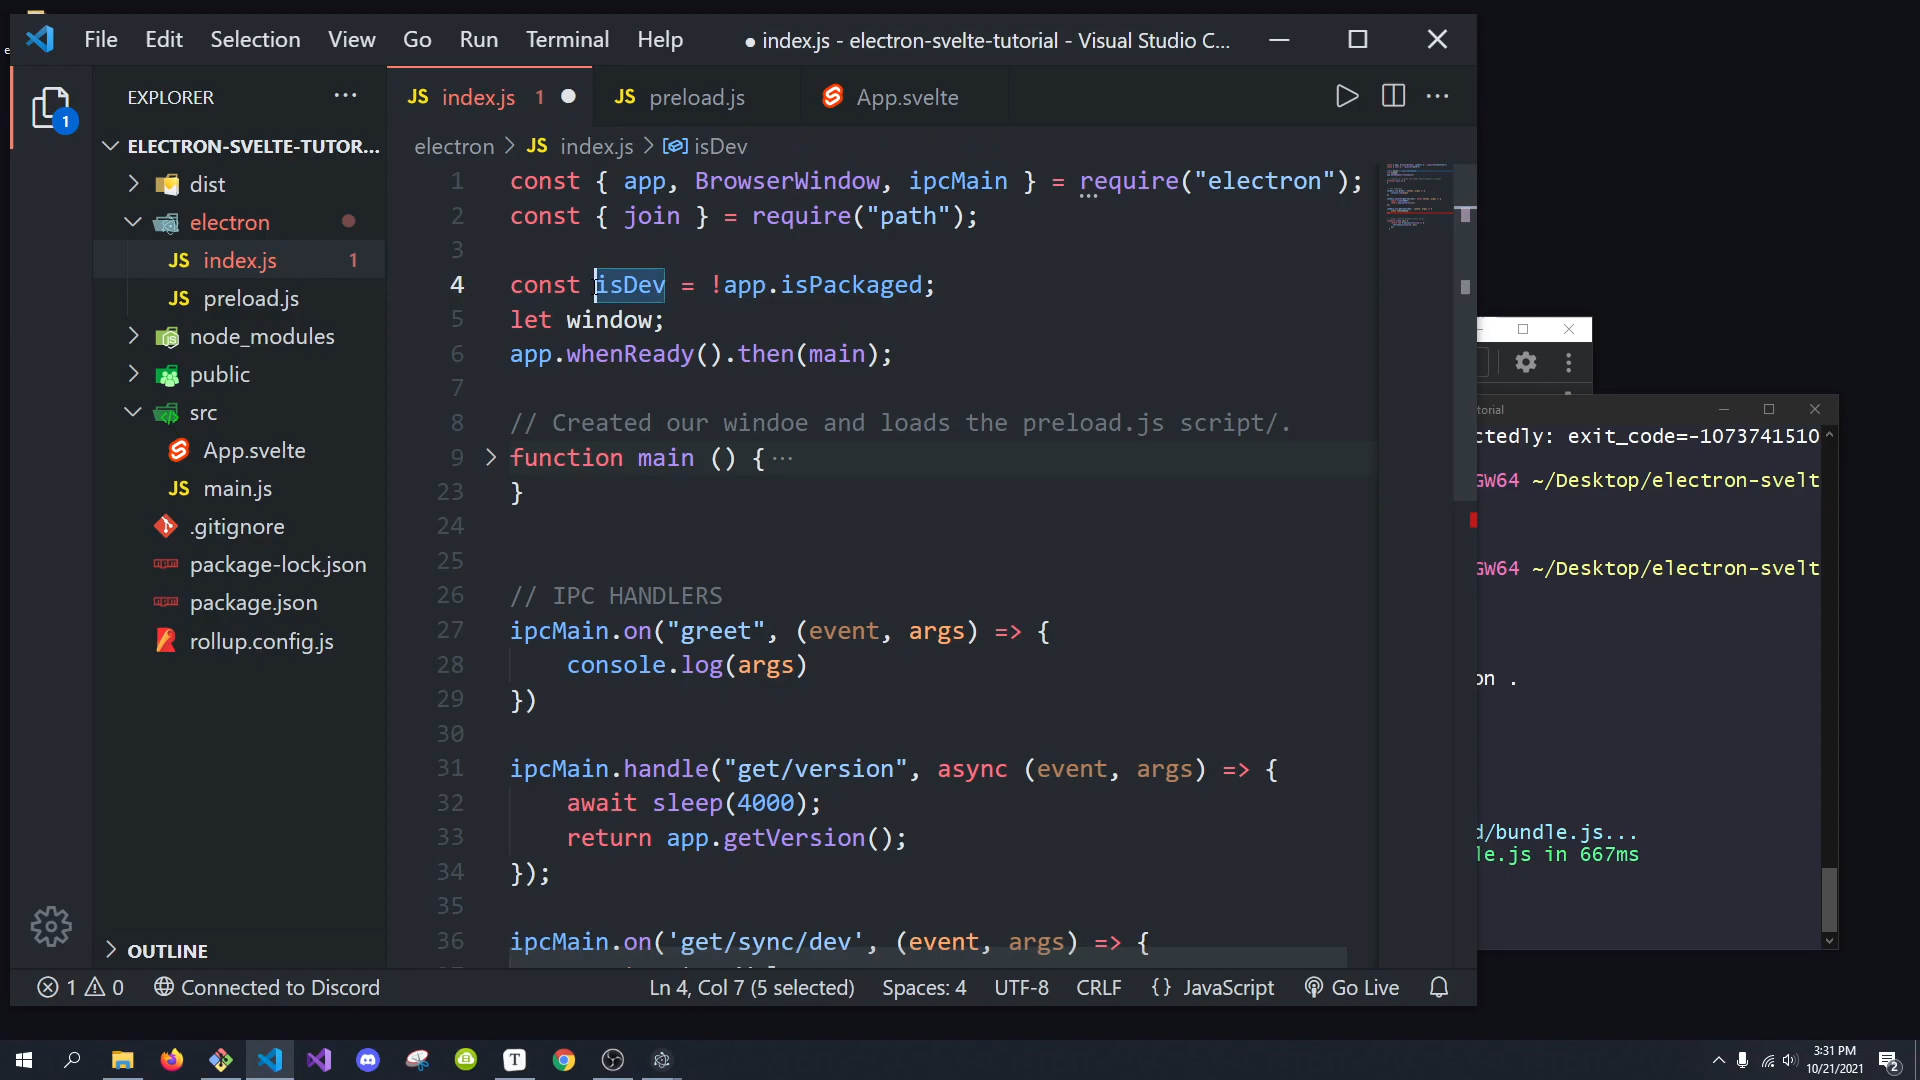 File Edit Selection View Go Run Terminal Help
● index.js - electron-svelte-tutorial - Visual Studio C...
EXPLORER
JS index.js 1
JS preload.js
App.svelte
ELECTRON-SVELTE-TUTOR...
dist
electron
JS index.js 1
JS preload.js
node_modules
public
src
App.svelte
JS main.js
.gitignore
package-lock.json
package.json
rollup.config.js
OUTLINE
1
electron > JS index.js > isDev
1 const { app, BrowserWindow, ipcMain } = require("electron");
2 const { join } = require("path");
3
4 const isDev = !app.isPackaged;
5 let window;
6 app.whenReady().then(main);
7
8 // Created our windoe and loads the preload.js script/.
9 function main () { ···
23 }
24
25
26 // IPC HANDLERS
27 ipcMain.on("greet", (event, args) => {
28 console.log(args)
29 })
30
31 ipcMain.handle("get/version", async (event, args) => {
32 await sleep(4000);
33 return app.getVersion();
34 });
35
36 ipcMain.on('get/sync/dev', (event, args) => {
torial
ctedly: exit_code=-1073741510
GW64 ~/Desktop/electron-svelt
GW64 ~/Desktop/electron-svelt
on .
d/bundle.js...
le.js in 667ms
1 0 Connected to Discord
Ln 4, Col 7 (5 selected) Spaces: 4 UTF-8 CRLF {} JavaScript Go Live
T
3:31 PM
10/21/2021
2